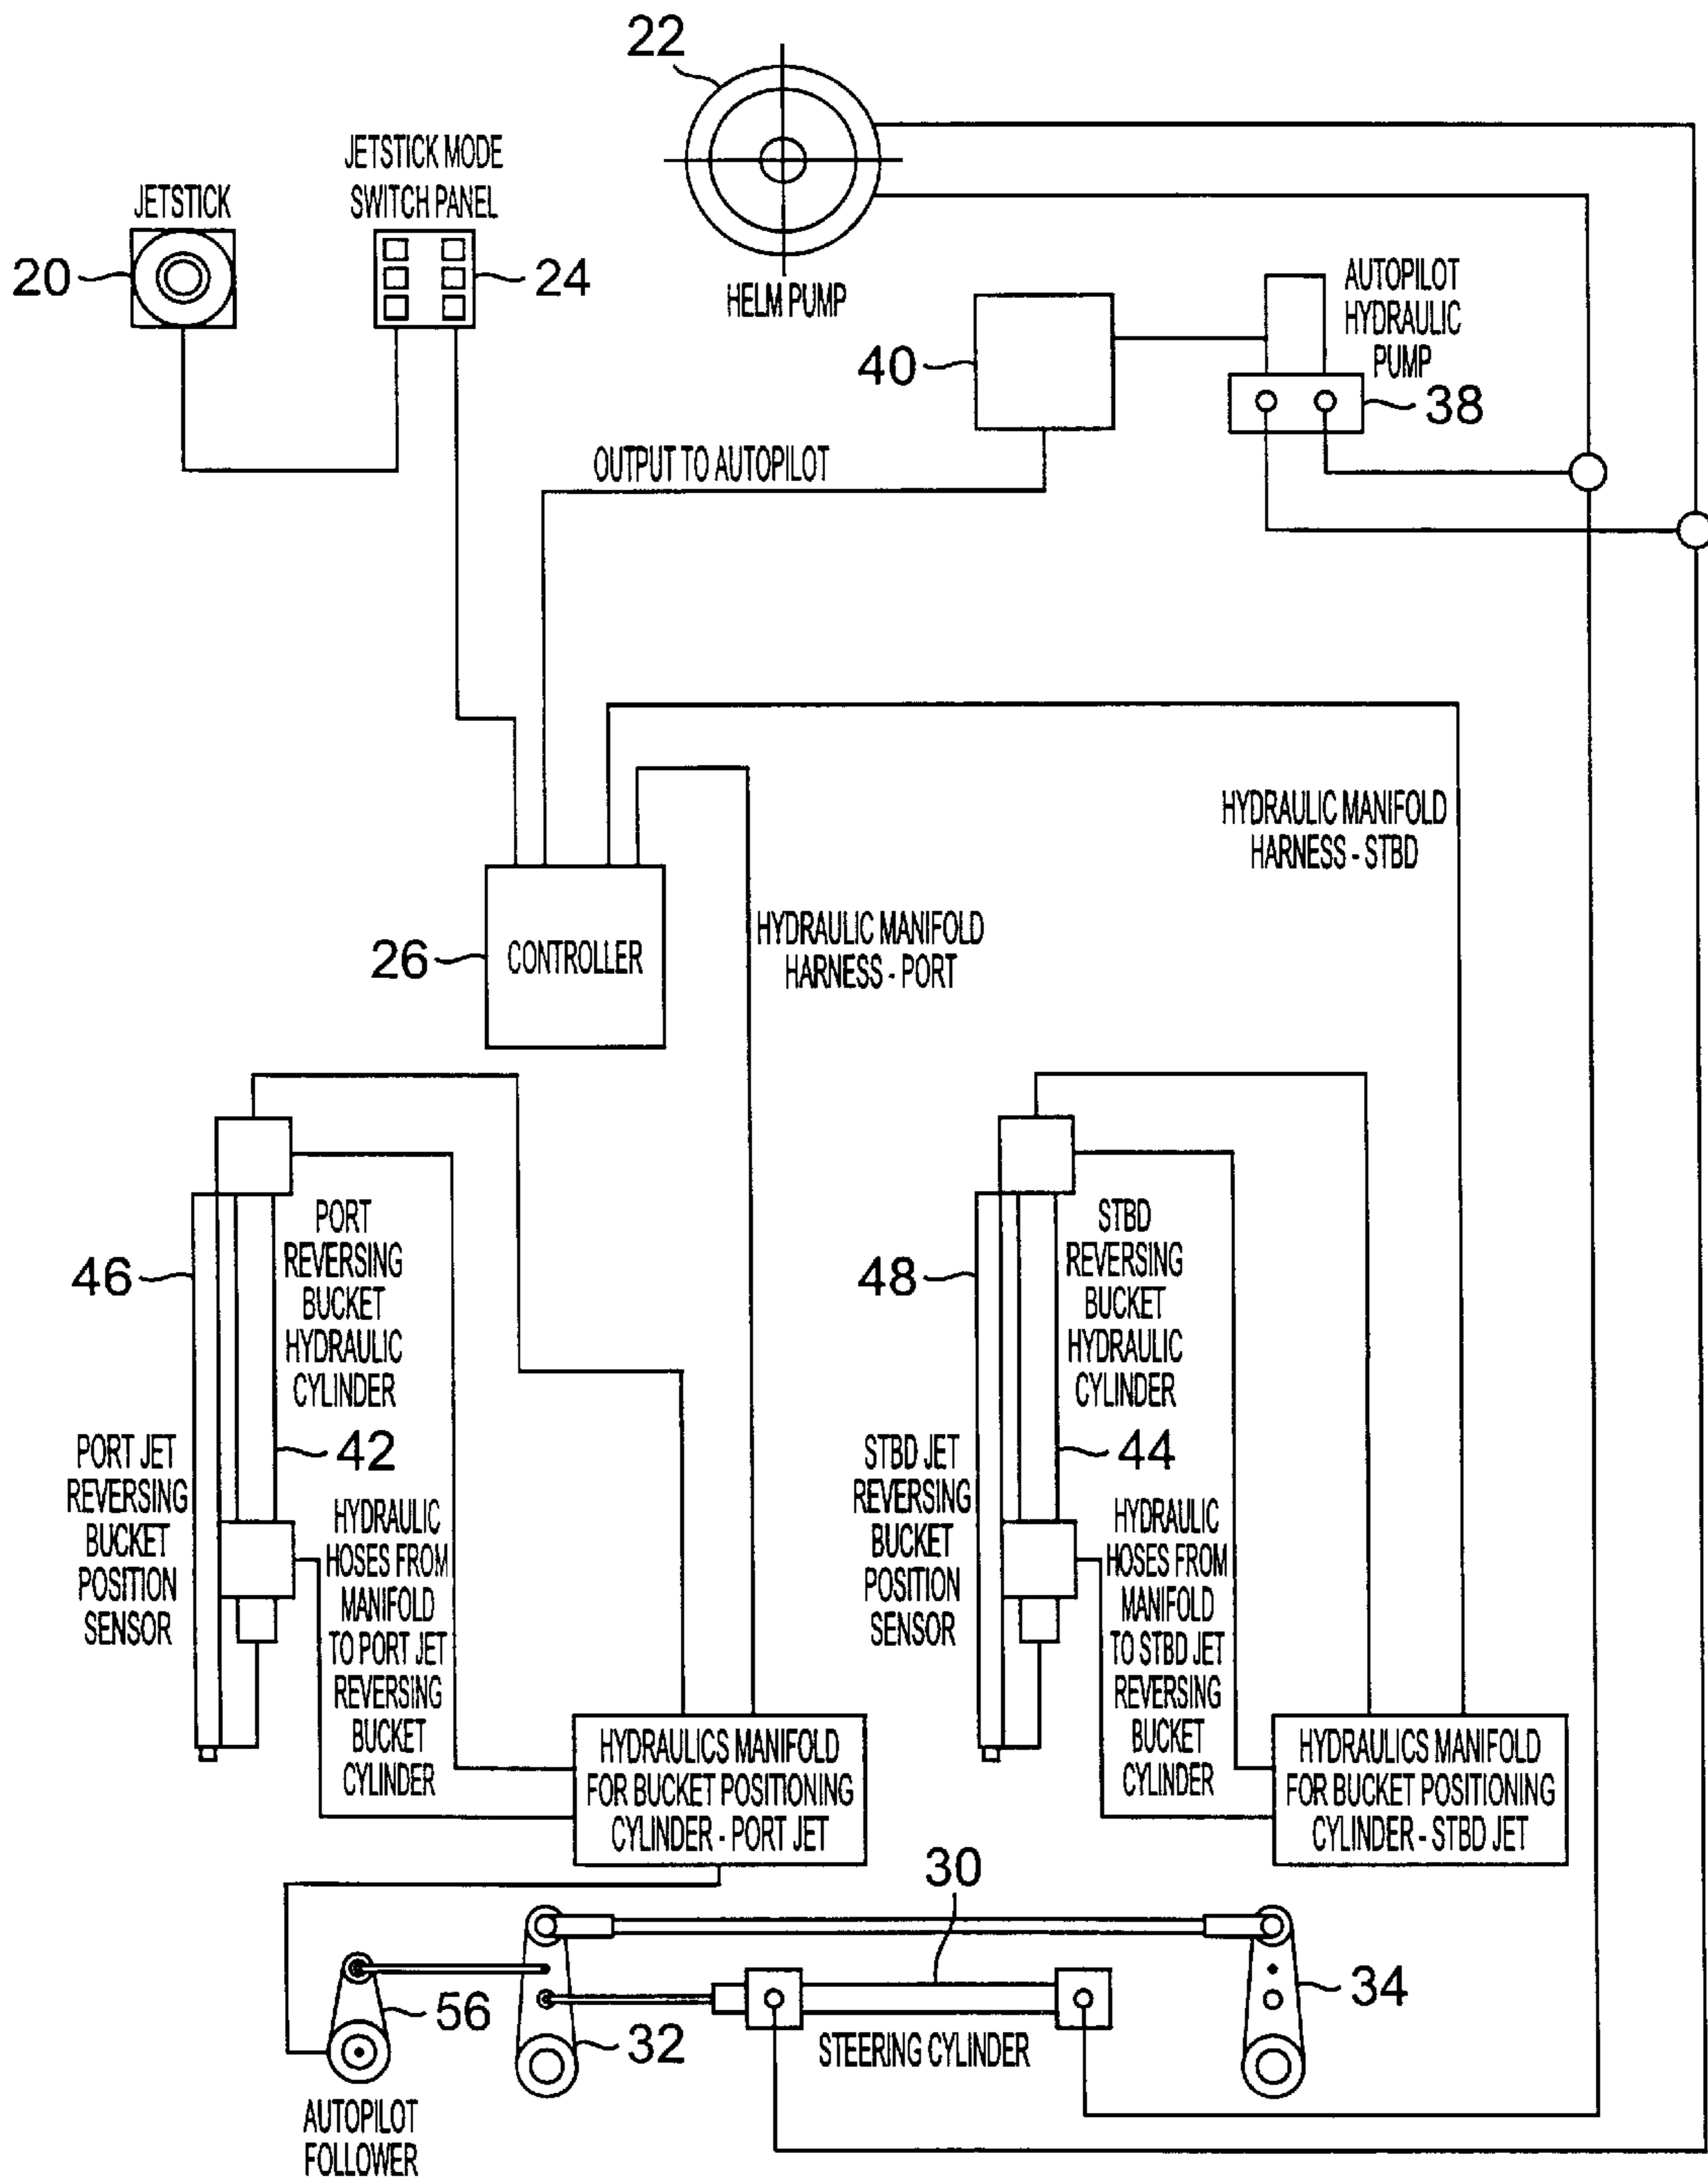 22
JETSTICK MODE
SWITCH PANEL
JETSTICK
20
24
HELM PUMP
AUTOPILOT
HYDRAULIC
PUMP
40
38
OUTPUT TO AUTOPILOT
HYDRAULIC MANIFOLD
HARNESS - STBD
HYDRAULIC MANIFOLD
HARNESS - PORT
26
CONTROLLER
PORT
REVERSING
BUCKET
HYDRAULIC
CYLINDER
46
42
PORT JET
REVERSING
BUCKET
POSITION
SENSOR
HYDRAULIC
HOSES FROM
MANIFOLD
TO PORT JET
REVERSING
BUCKET
CYLINDER
STBD
REVERSING
BUCKET
HYDRAULIC
CYLINDER
48
44
STBD JET
REVERSING
BUCKET
POSITION
SENSOR
HYDRAULIC
HOSES FROM
MANIFOLD
TO STBD JET
REVERSING
BUCKET
CYLINDER
HYDRAULICS MANIFOLD
FOR BUCKET POSITIONING
CYLINDER - PORT JET
HYDRAULICS MANIFOLD
FOR BUCKET POSITIONING
CYLINDER - STBD JET
30
56
32
34
STEERING CYLINDER
AUTOPILOT
FOLLOWER